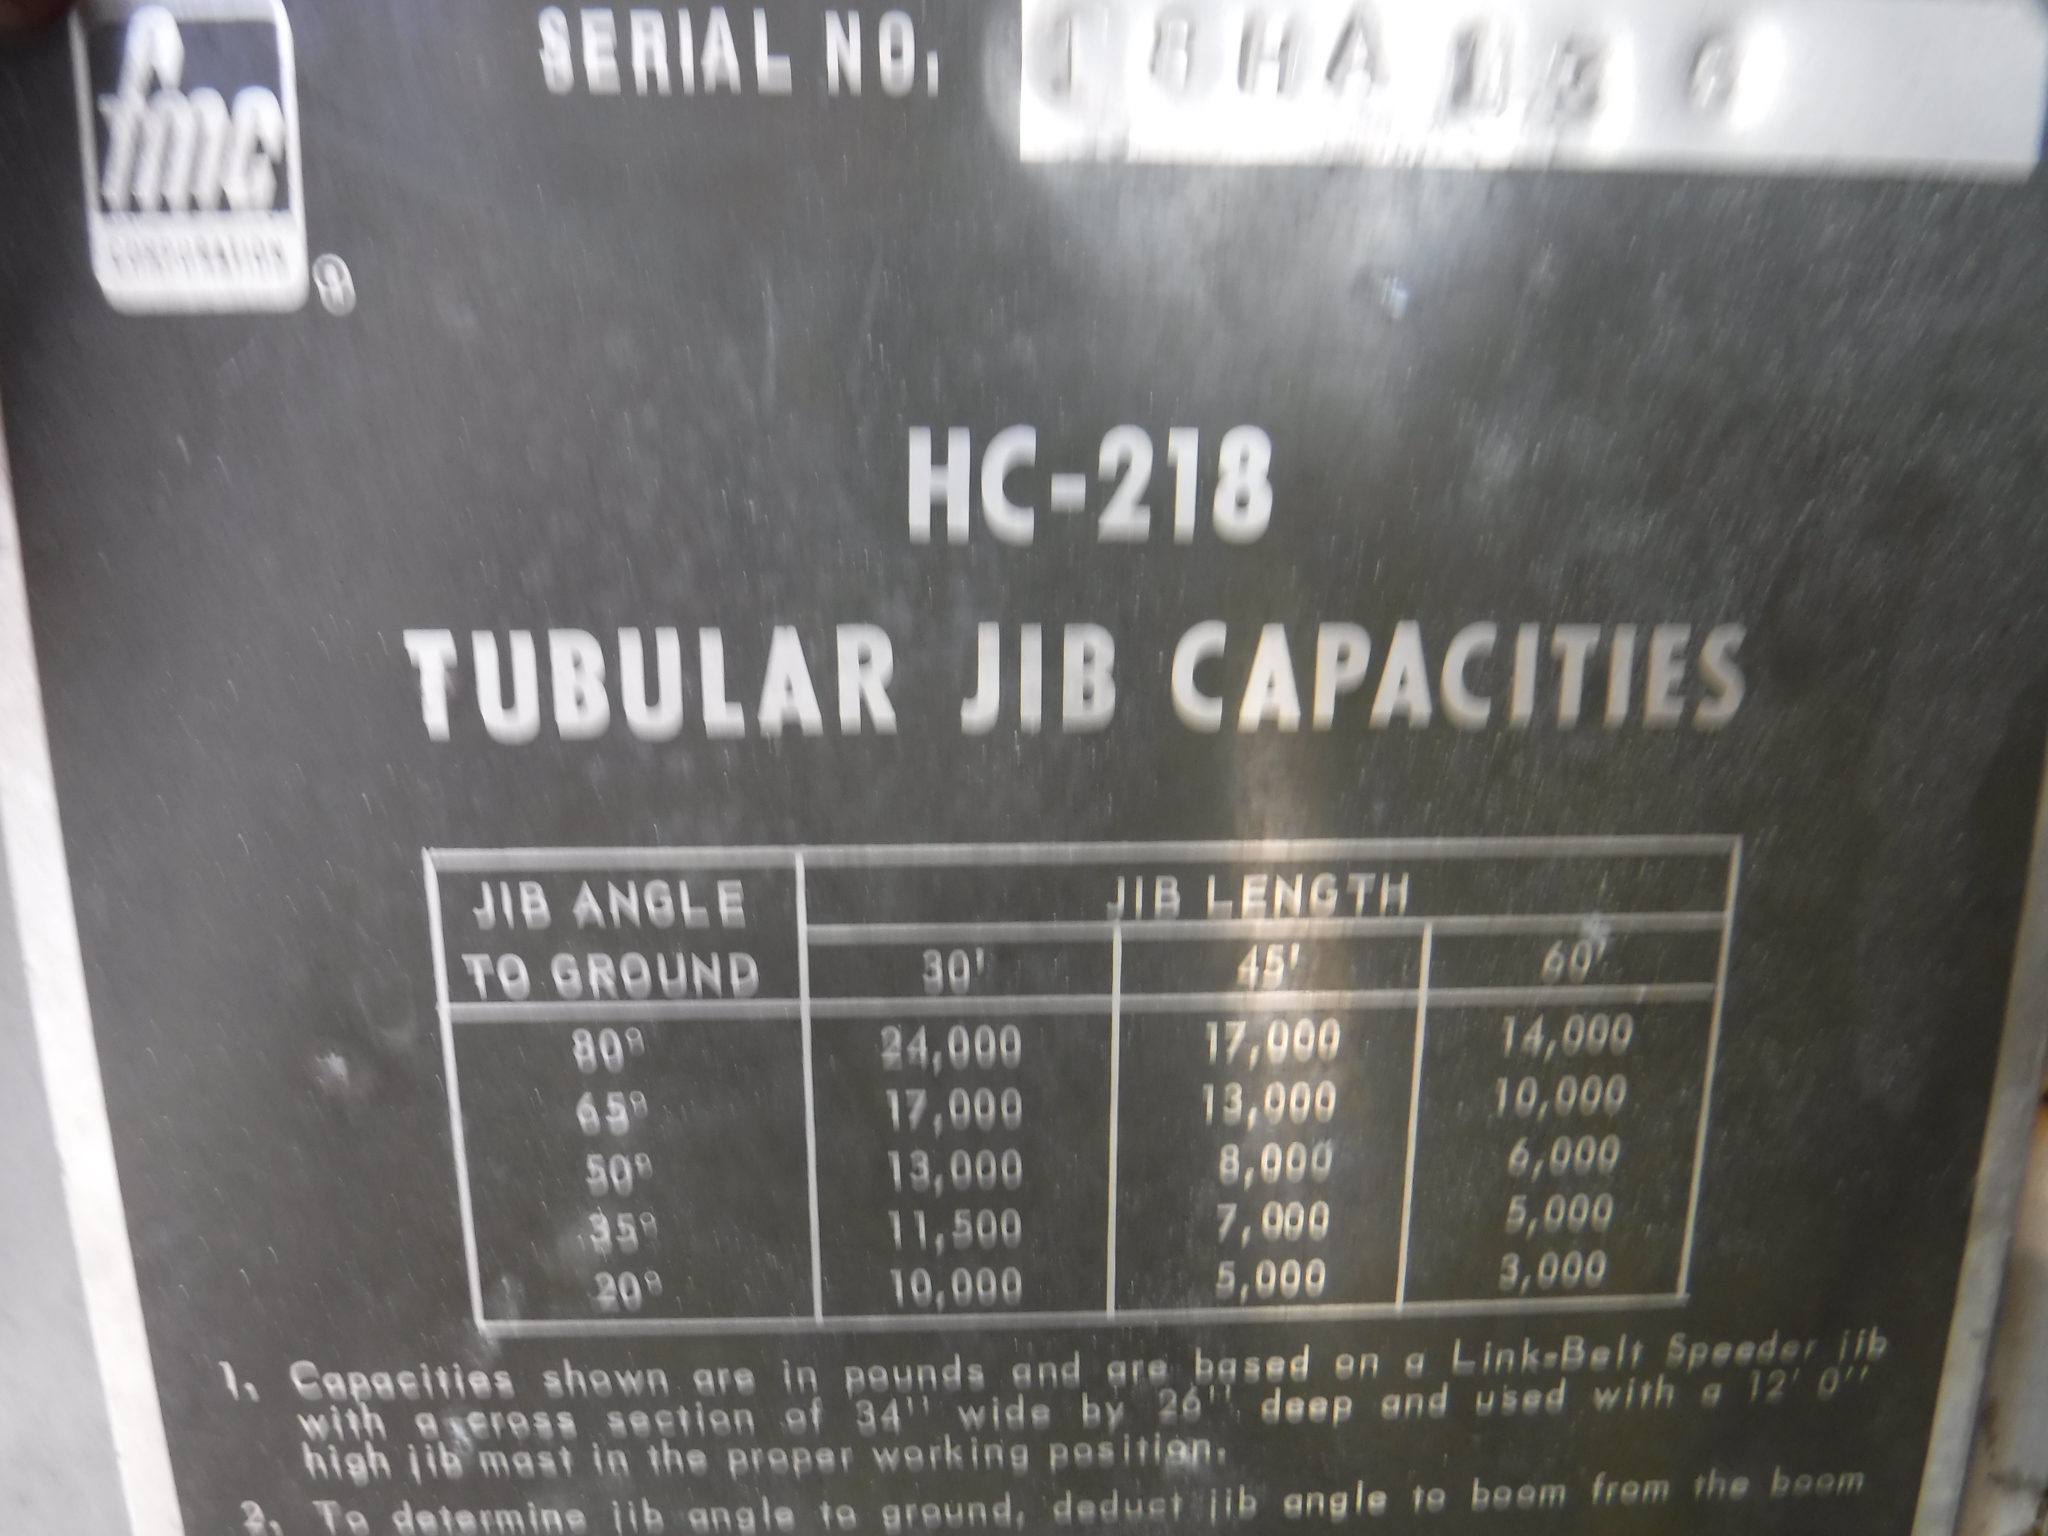 fmc
CORPORATION
®
SERIAL NO.
HC-218
TUBULAR JIB CAPACITIES
JIB ANGLE TO GROUND JIB LENGTH
30' 45' 60'
80° 24,000 17,000 14,000
65° 17,000 13,000 10,000
50° 13,000 8,000 6,000
35° 11,500 7,000 5,000
20° 10,000 5,000 3,000
1. Capacities shown are in pounds and are based on a Link-Belt Speeder jib
with a cross section of 34'' wide by 26'' deep and used with a 12' 0''
high jib mast in the proper working position.
2. To determine jib angle to ground, deduct jib angle to boom from the boom